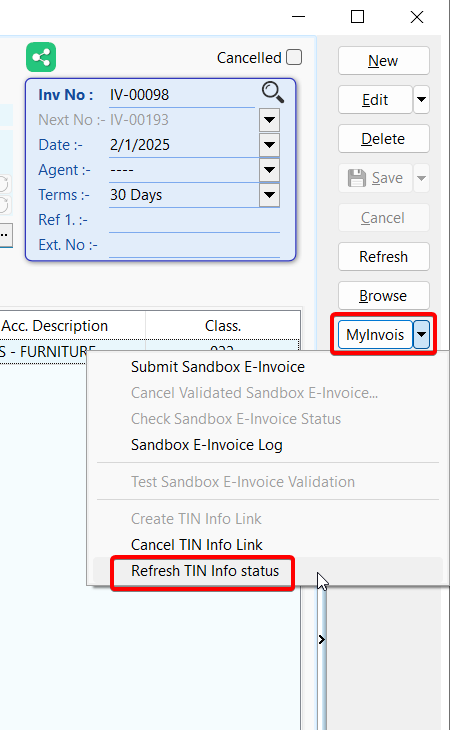 Cancelled
Inv No : IV-00098
Next No :- IV-00193
Date :- 2/1/2025
Agent :- ----
Terms :- 30 Days
Ref 1. :-
Ext. No :-
New
Edit
Delete
Save
Cancel
Refresh
Browse
MyInvois
..
Acc. Description Class.
S - FURNITURE
Submit Sandbox E-Invoice
Cancel Validated Sandbox E-Invoice...
Check Sandbox E-Invoice Status
Sandbox E-Invoice Log
Test Sandbox E-Invoice Validation
Create TIN Info Link
Cancel TIN Info Link
Refresh TIN Info status